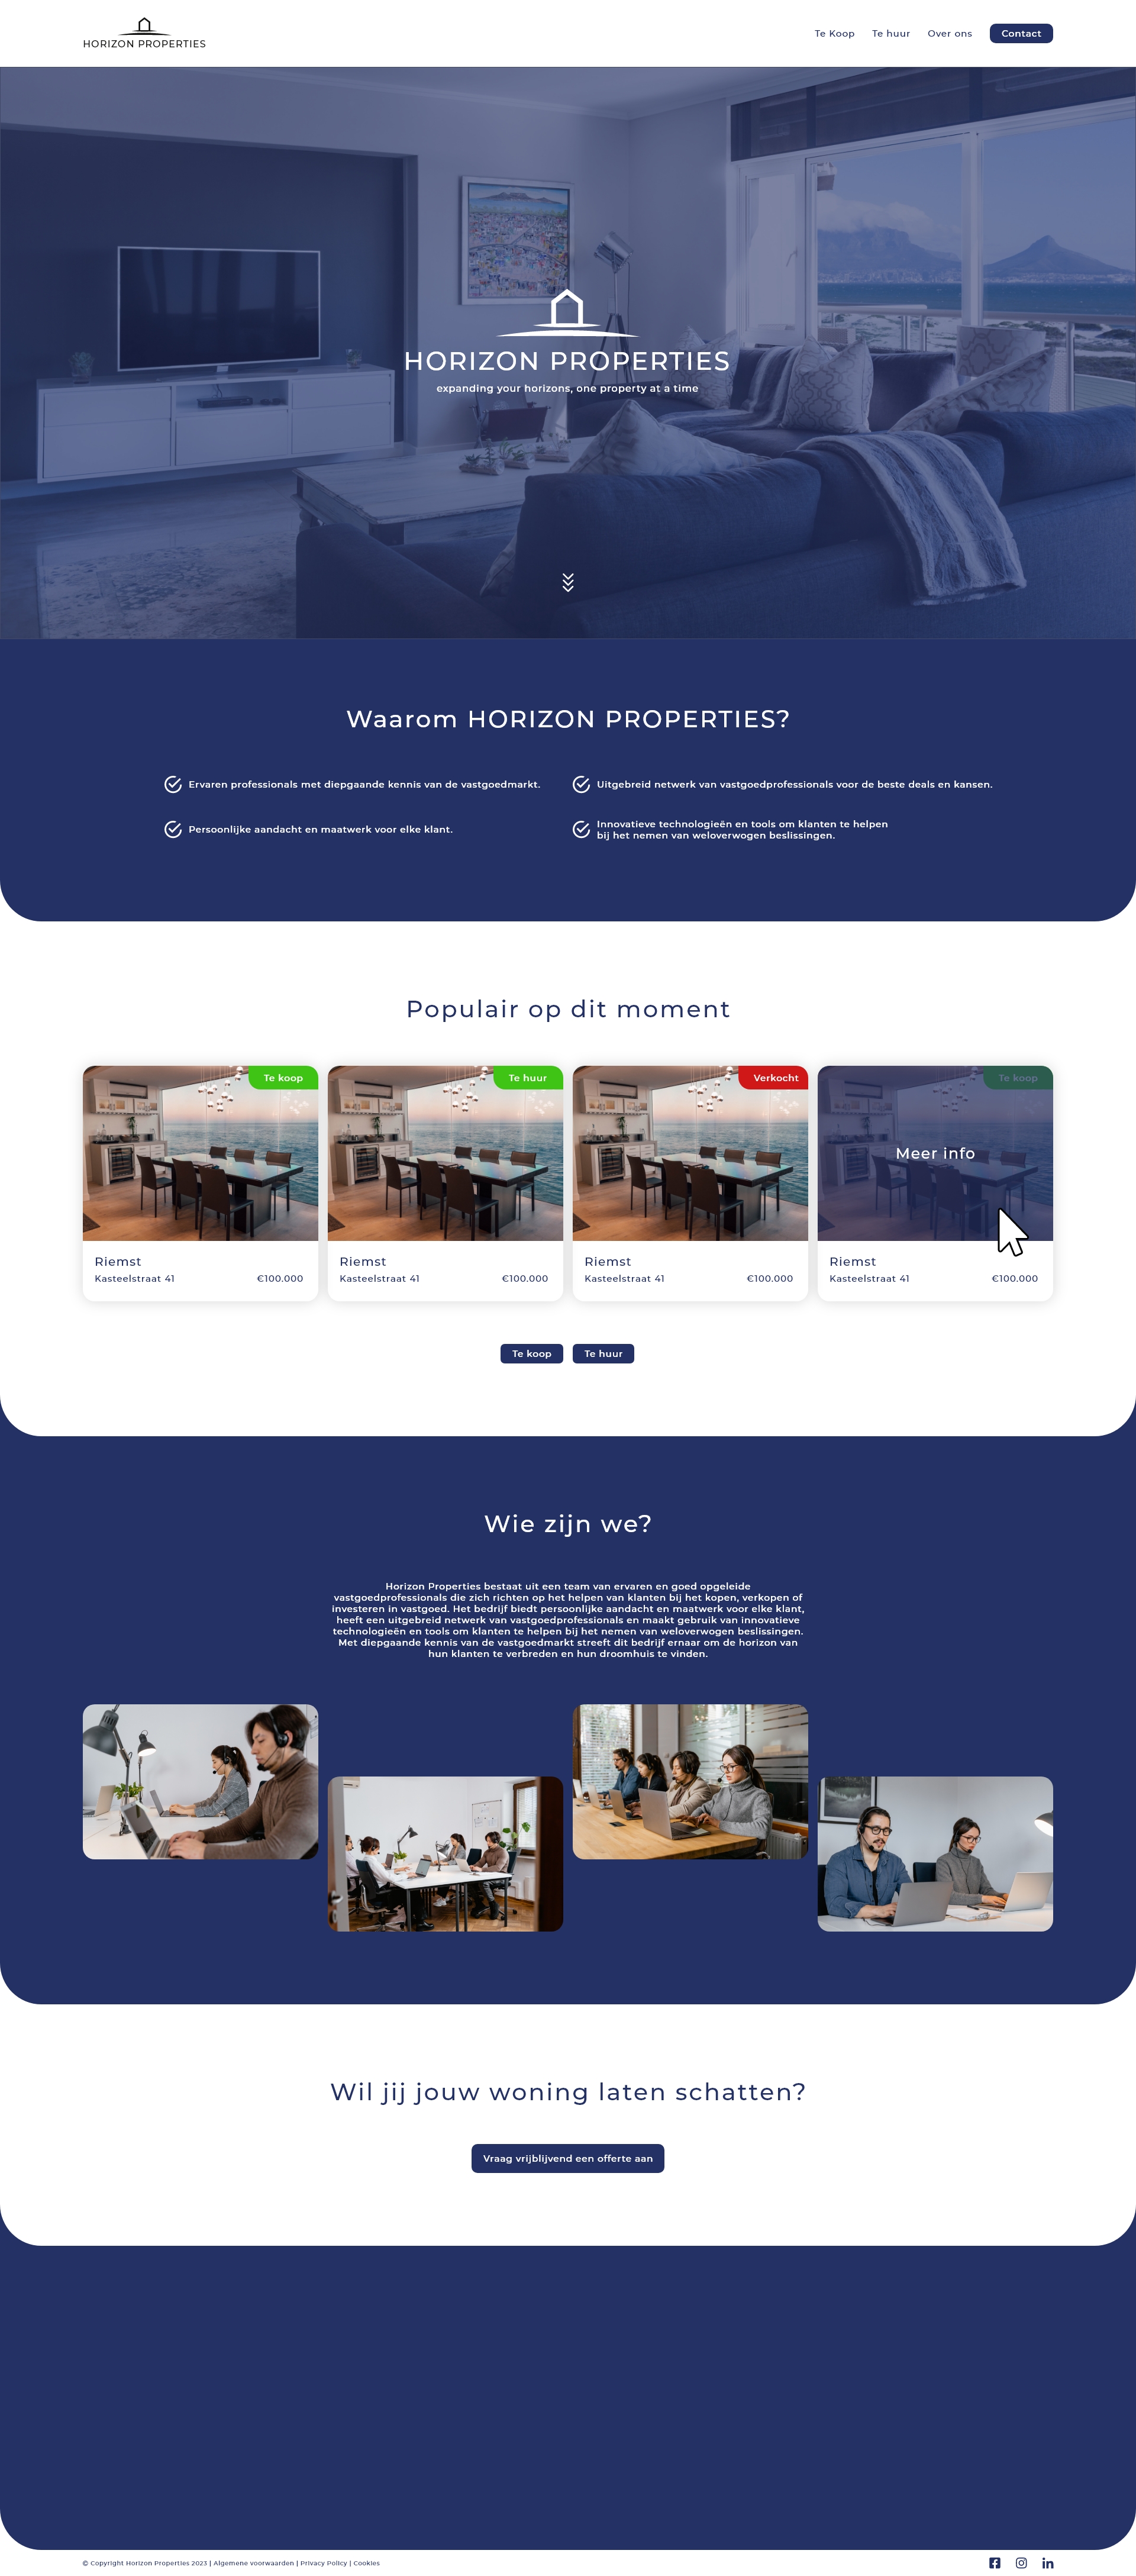 HORIZON PROPERTIES
Te Koop
Te huur
Over ons
Contact
HORIZON PROPERTIES
expanding your horizons, one property at a time
Waarom HORIZON PROPERTIES?
Ervaren professionals met diepgaande kennis van de vastgoedmarkt.
Uitgebreid netwerk van vastgoedprofessionals voor de beste deals en kansen.
Persoonlijke aandacht en maatwerk voor elke klant.
Innovatieve technologieën en tools om klanten te helpen
bij het nemen van weloverwogen beslissingen.
Populair op dit moment
Te koop
Riemst
Kasteelstraat 41
€100.000
Te huur
Riemst
Kasteelstraat 41
€100.000
Verkocht
Riemst
Kasteelstraat 41
€100.000
Te koop
Meer info
Riemst
Kasteelstraat 41
€100.000
Te koop
Te huur
Wie zijn we?
Horizon Properties bestaat uit een team van ervaren en goed opgeleide
vastgoedprofessionals die zich richten op het helpen van klanten bij het kopen, verkopen of
investeren in vastgoed. Het bedrijf biedt persoonlijke aandacht en maatwerk voor elke klant,
heeft een uitgebreid netwerk van vastgoedprofessionals en maakt gebruik van innovatieve
technologieën en tools om klanten te helpen bij het nemen van weloverwogen beslissingen.
Met diepgaande kennis van de vastgoedmarkt streeft dit bedrijf ernaar om de horizon van
hun klanten te verbreden en hun droomhuis te vinden.
Wil jij jouw woning laten schatten?
Vraag vrijblijvend een offerte aan
© Copyright Horizon Properties 2023 | Algemene voorwaarden | Privacy Policy | Cookies